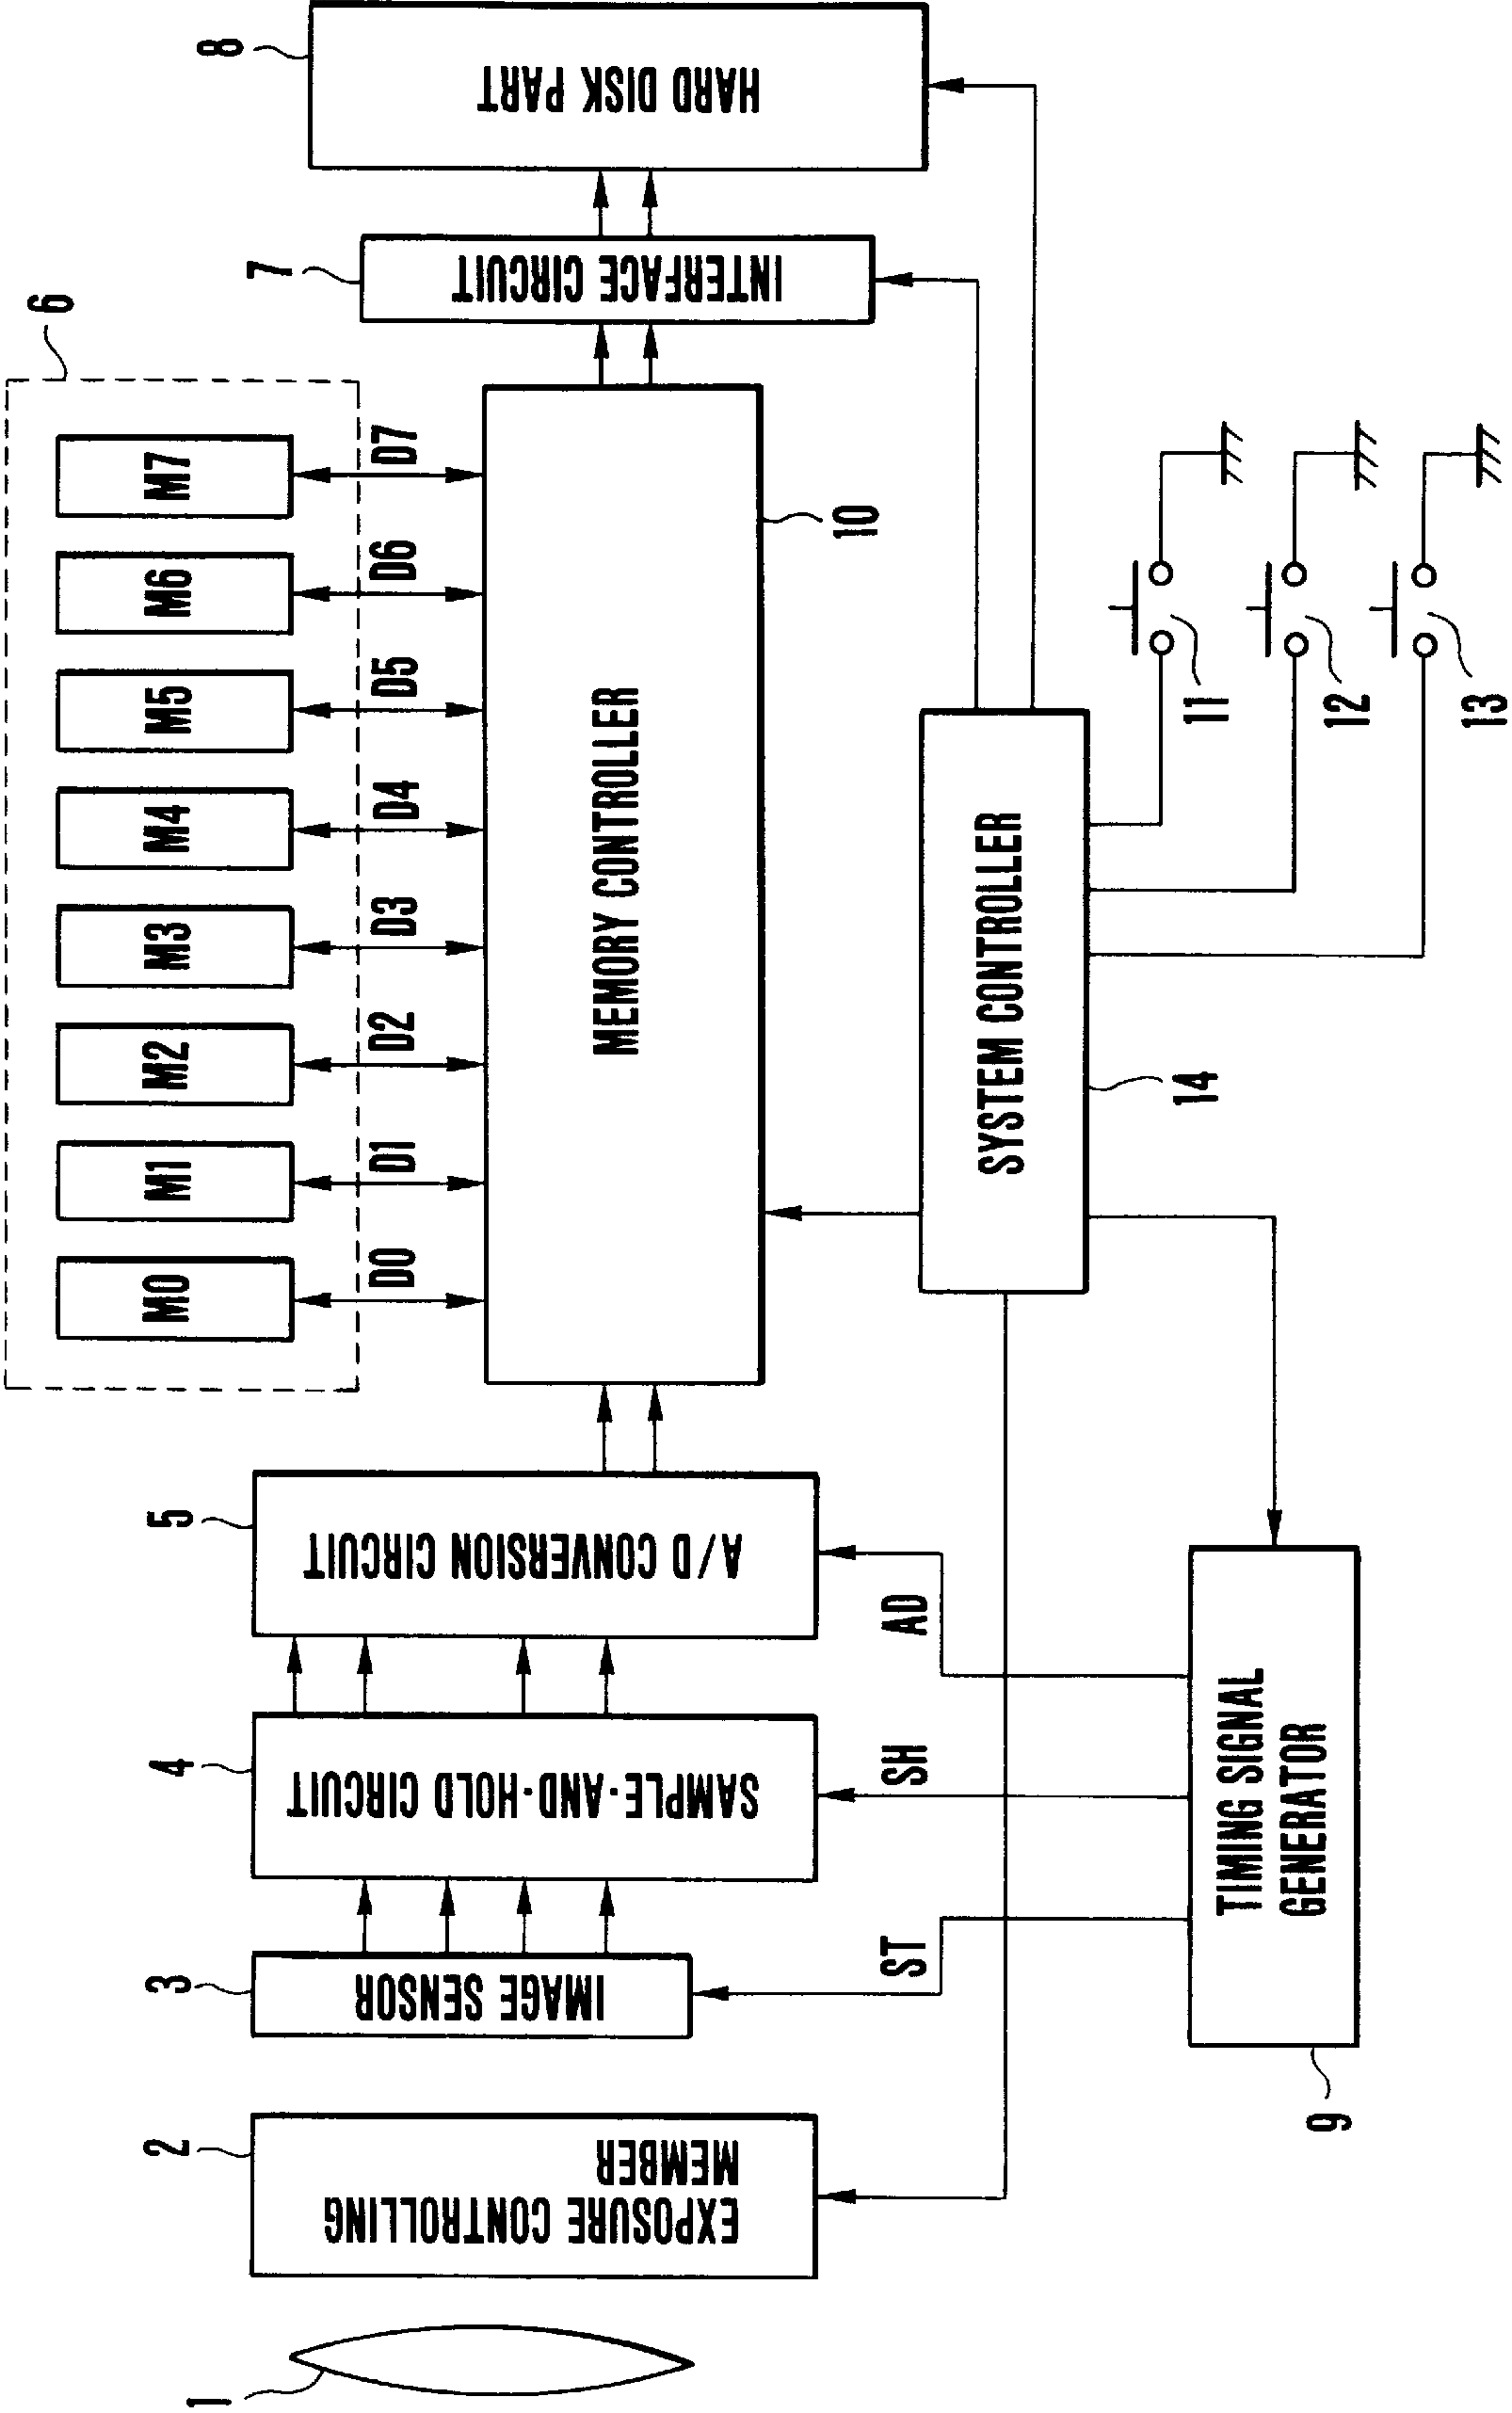 6
M0
M1
M2
M3
M4
M5
M6
M7
D0
D1
D2
D3
D4
D5
D6
D7
1
2
EXPOSURE CONTROLLING
MEMBER
3
IMAGE SENSOR
4
SAMPLE-AND-HOLD CIRCUIT
5
A/D CONVERSION CIRCUIT
MEMORY CONTROLLER
10
7
INTERFACE CIRCUIT
8
HARD DISK PART
ST
SH
AD
SYSTEM CONTROLLER
14
11
12
13
TIMING SIGNAL
GENERATOR
9